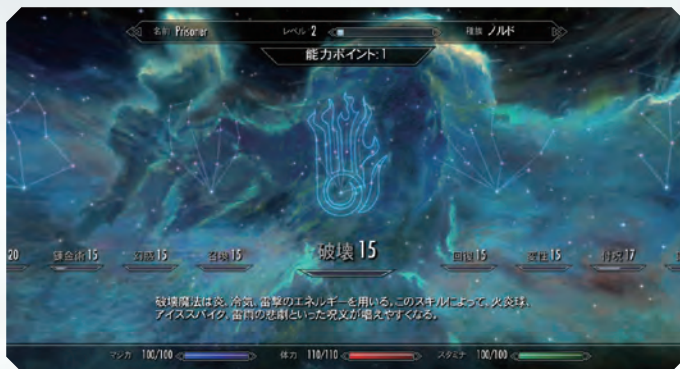 名前 Prisoner レベル 2 種族 ノルド
能力ポイント:1
20 錬金術 15 幻惑 15 召喚 15 破壊 15 回復 15 変性 15 付呪 17
破壊魔法は炎、冷気、雷撃のエネルギーを用いる。このスキルによって、火炎球、
アイススパイク、雷雨の悲劇といった呪文が唱えやすくなる。
マジカ 100/100 体力 110/110 スタミナ 100/100